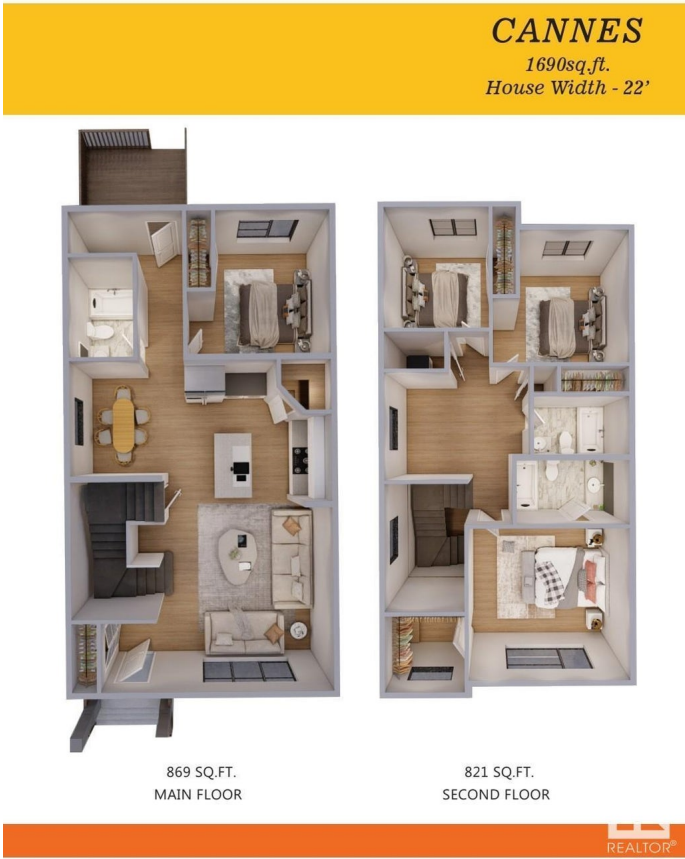 CANNES
1690sq.ft.
House Width - 22'
869 SQ.FT.
MAIN FLOOR
821 SQ.FT.
SECOND FLOOR
REALTOR®